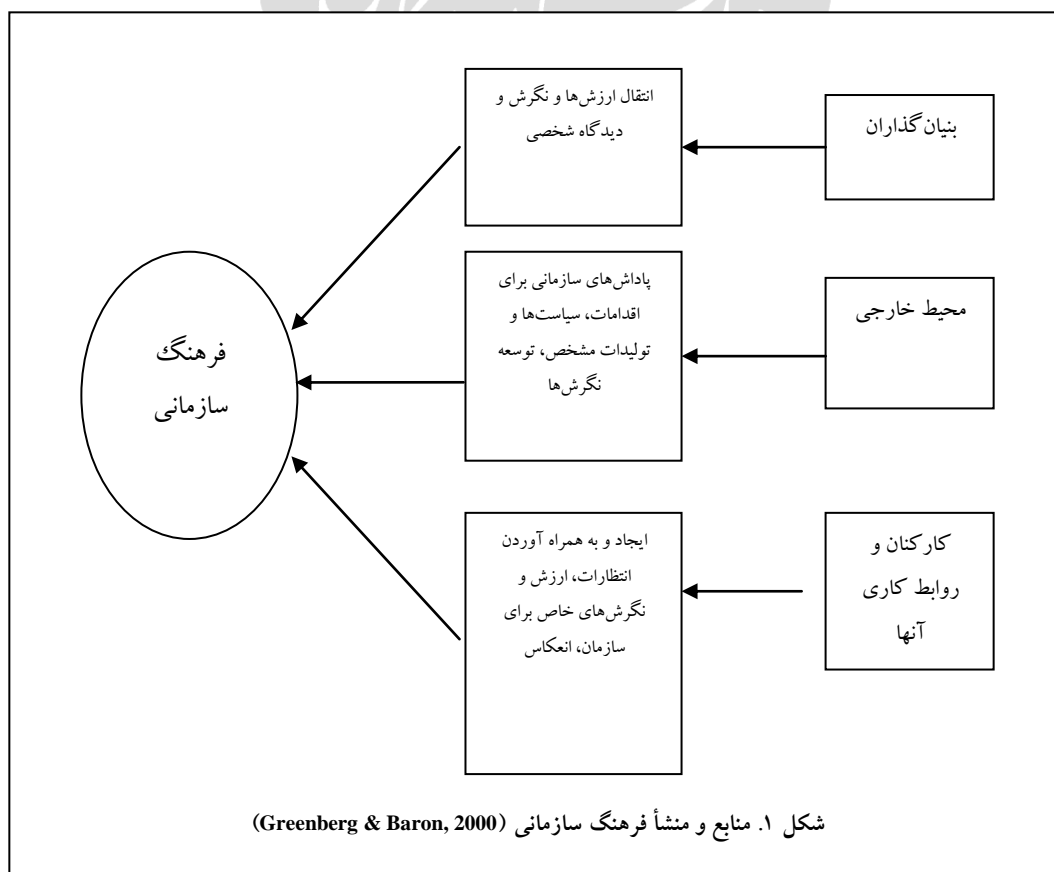 انتقال ارزش‌ها و نگرش و
دیدگاه شخصی
بنیان‌گذاران
پاداش‌های سازمانی برای
اقدامات، سیاست‌ها و
تولیدات مشخص، توسعه
نگرش‌ها
محیط خارجی
فرهنگ
سازمانی
ایجاد و به همراه آوردن
انتظارات، ارزش و
نگرش‌های خاص برای
سازمان، انعکاس
کارکنان و
روابط کاری
آنها
شکل ۱. منابع و منشأ فرهنگ سازمانی (Greenberg & Baron, 2000)